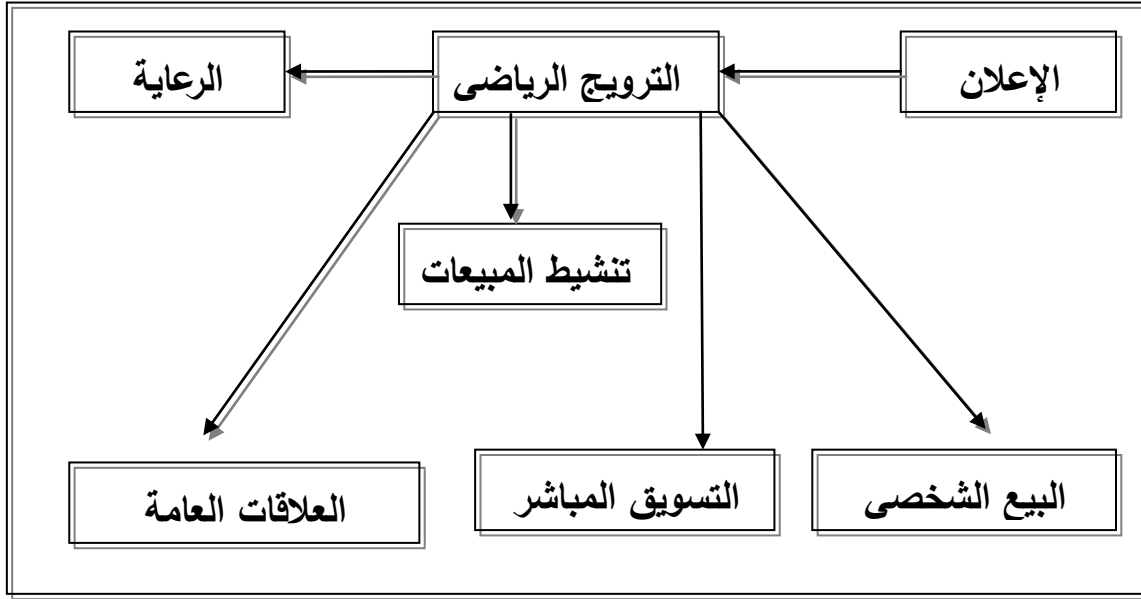 الإعلان
الترويج الرياضى
الرعاية
تنشيط المبيعات
البيع الشخصى
التسويق المباشر
العلاقات العامة